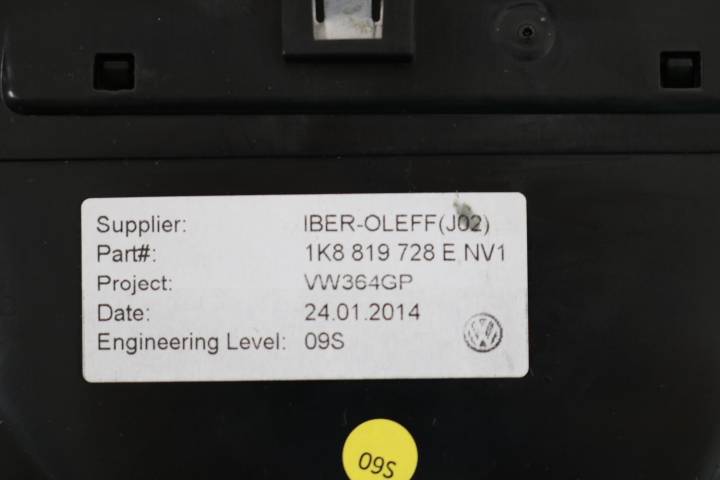 Supplier: IBER-OLEFF(J02)
Part#: 1K8 819 728 E NV1
Project: VW364GP
Date: 24.01.2014
Engineering Level: 09S
09S